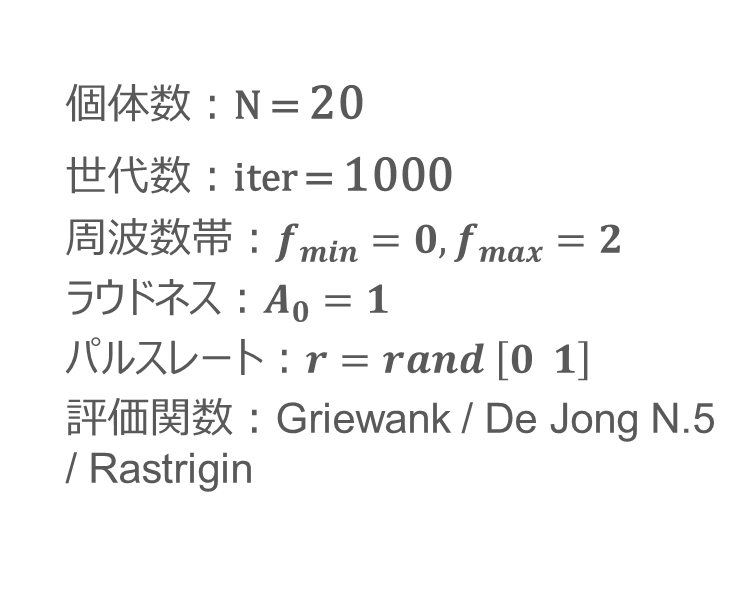 個体数：N = 20
世代数：iter = 1000
周波数帯：f_min = 0, f_max = 2
ラウドネス：A_0 = 1
パルスレート：r = rand [0 1]
評価関数：Griewank / De Jong N.5
/ Rastrigin